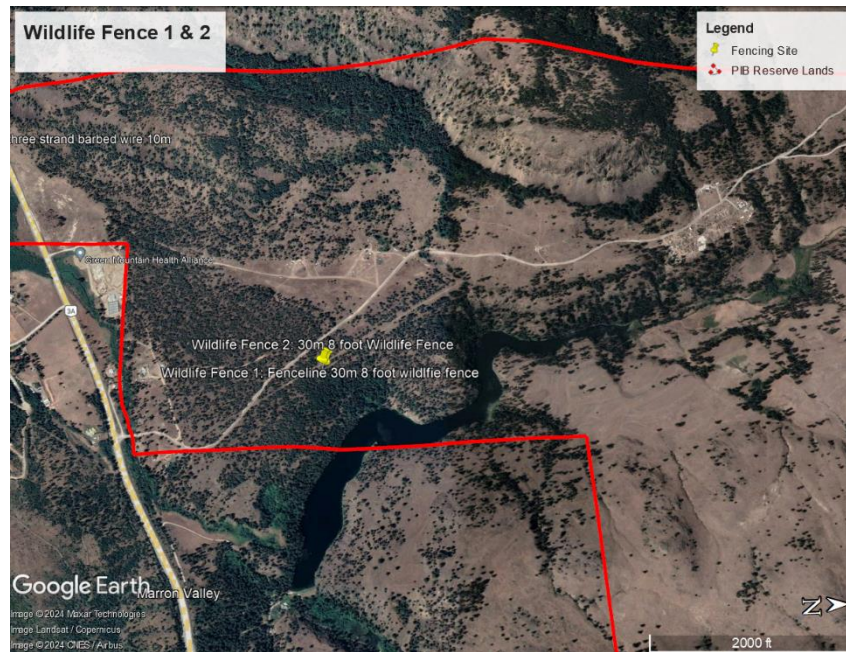 Wildlife Fence 1 & 2
Legend
Fencing Site
PIB Reserve Lands
hree strand barbed wire 10m
Green Mountain Health Alliance
3A
Wildlife Fence 2: 30m 8 foot Wildlife Fence
Wildlife Fence 1: Fenceline 30m 8 foot wildlfie fence
Google Earth
Marron Valley
Image © 2024 Maxar Technologies
Image Landsat / Copernicus
Image © 2024 CNES / Airbus
N
2000 ft